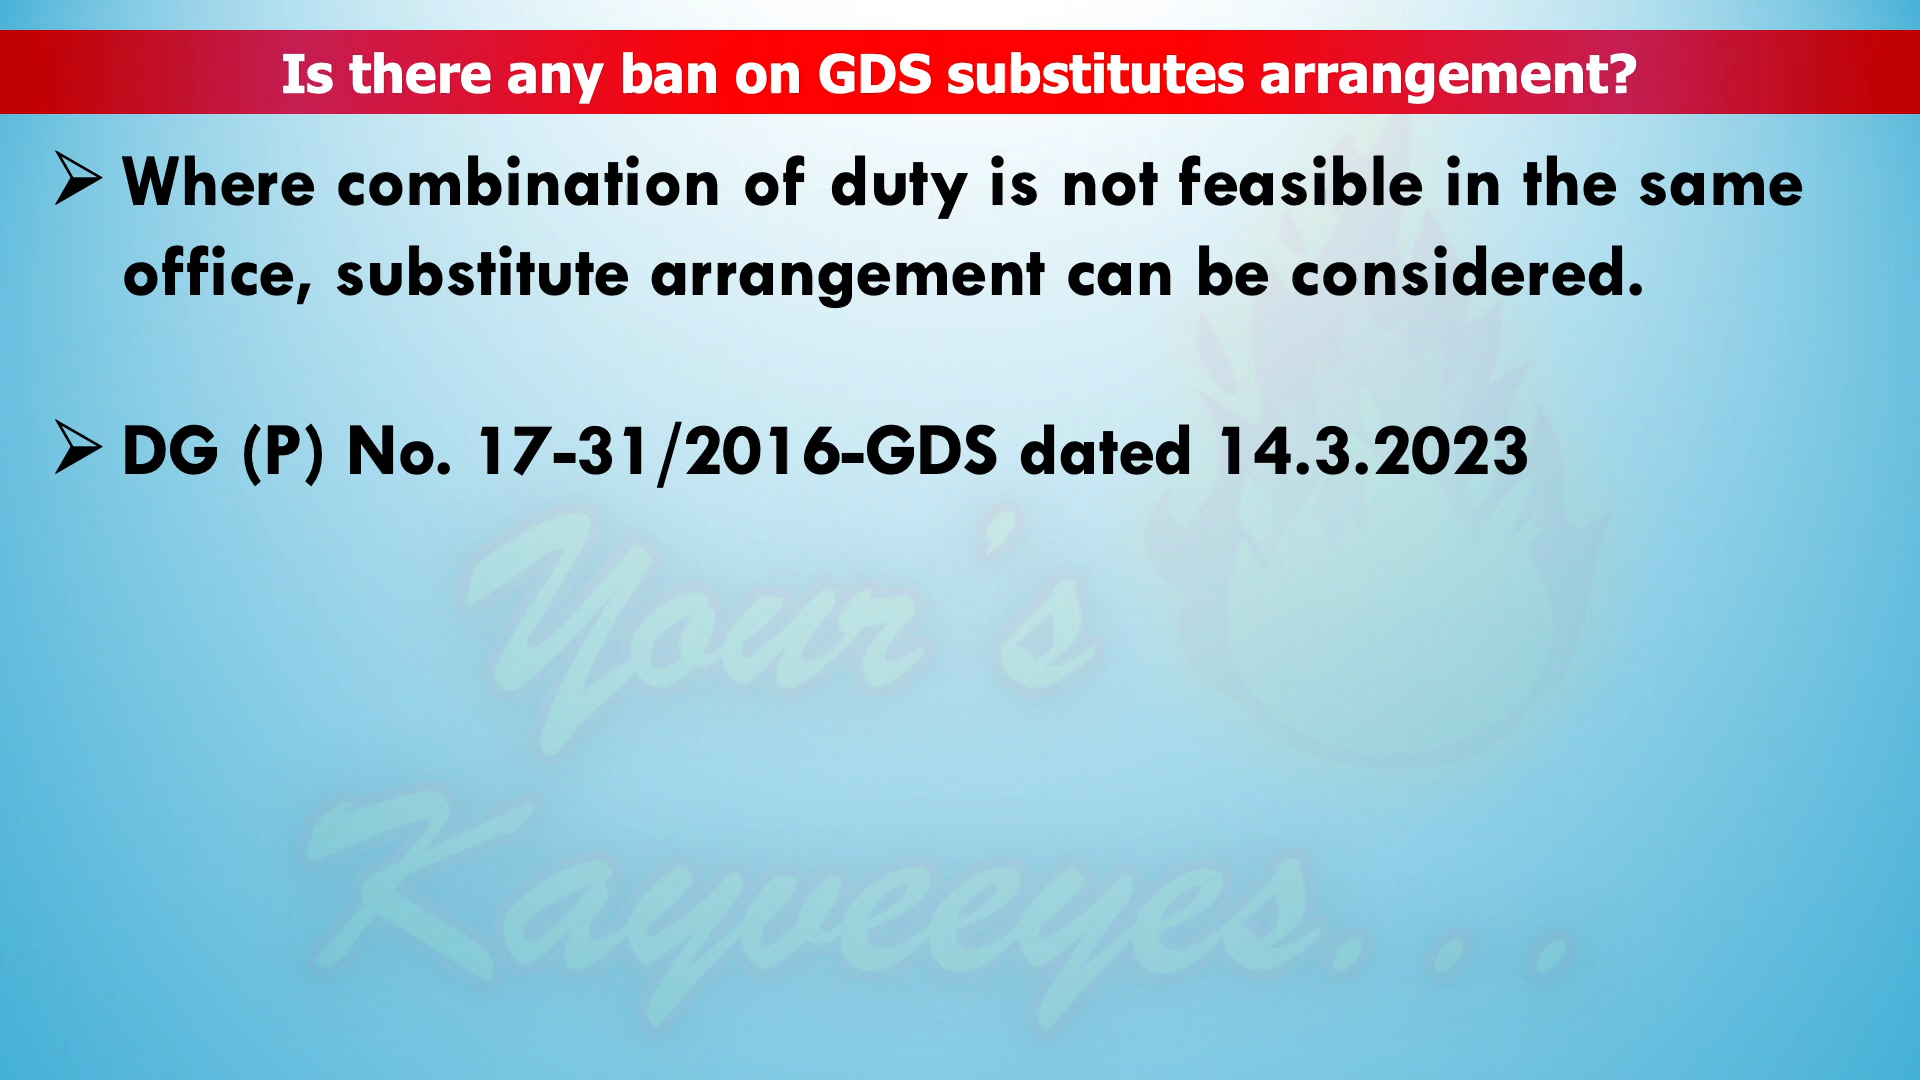 Is there any ban on GDS substitutes arrangement?
➢ Where combination of duty is not feasible in the same
office, substitute arrangement can be considered.
➢ DG (P) No. 17-31/2016-GDS dated 14.3.2023
Your's
Kayveeyes. . .